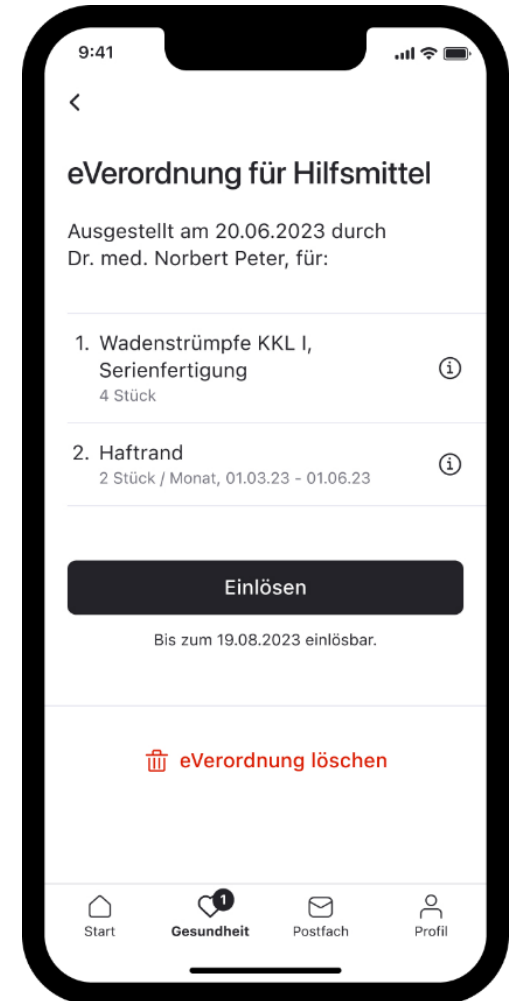 9:41
eVerordnung für Hilfsmittel
Ausgestellt am 20.06.2023 durch
Dr. med. Norbert Peter, für:
1. Wadenstrümpfe KKL I,
Serienfertigung
4 Stück
2. Haftrand
2 Stück / Monat, 01.03.23 - 01.06.23
Einlösen
Bis zum 19.08.2023 einlösbar.
eVerordnung löschen
1
Start Gesundheit Postfach Profil